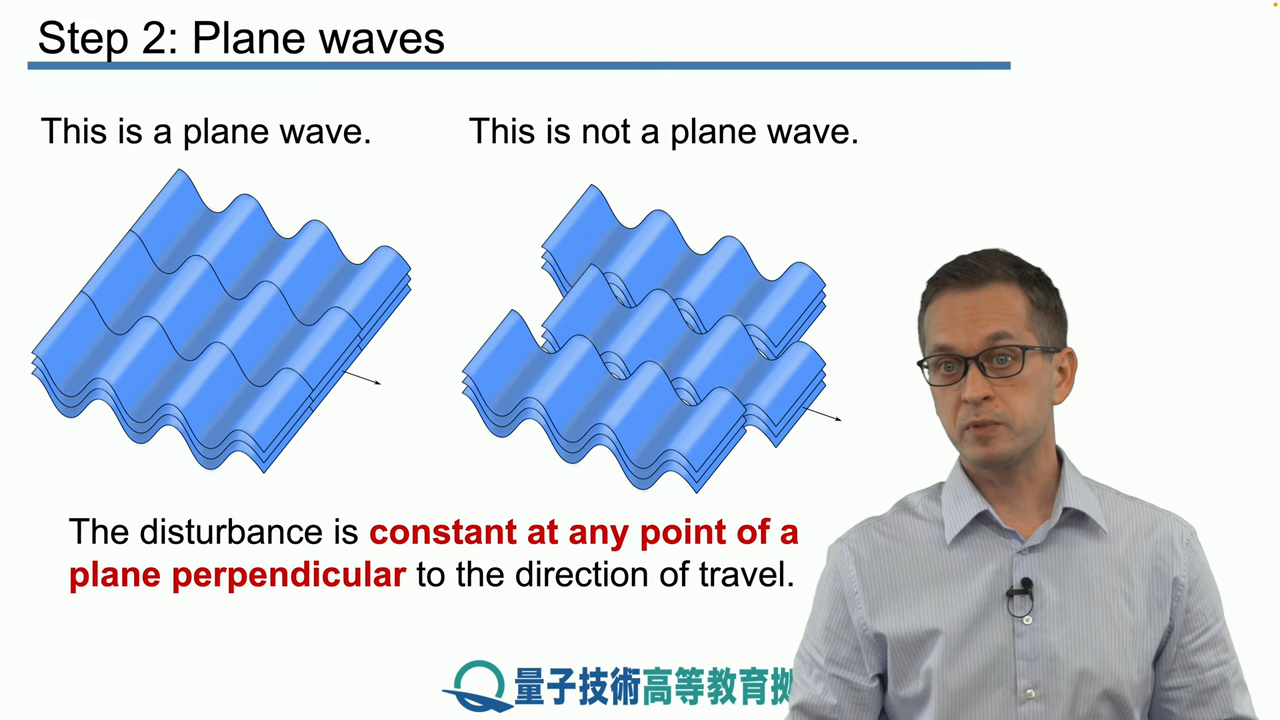 Step 2: Plane waves
This is a plane wave.
This is not a plane wave.
The disturbance is constant at any point of a
plane perpendicular to the direction of travel.
量子技術高等教育拠